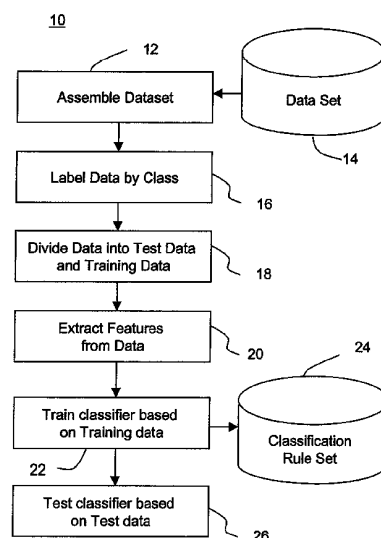 10
12
Assemble Dataset
Data Set
14
Label Data by Class
16
Divide Data into Test Data
and Training Data
18
Extract Features
from Data
20
24
Train classifier based
on Training data
22
Classification
Rule Set
Test classifier based
on Test data
26